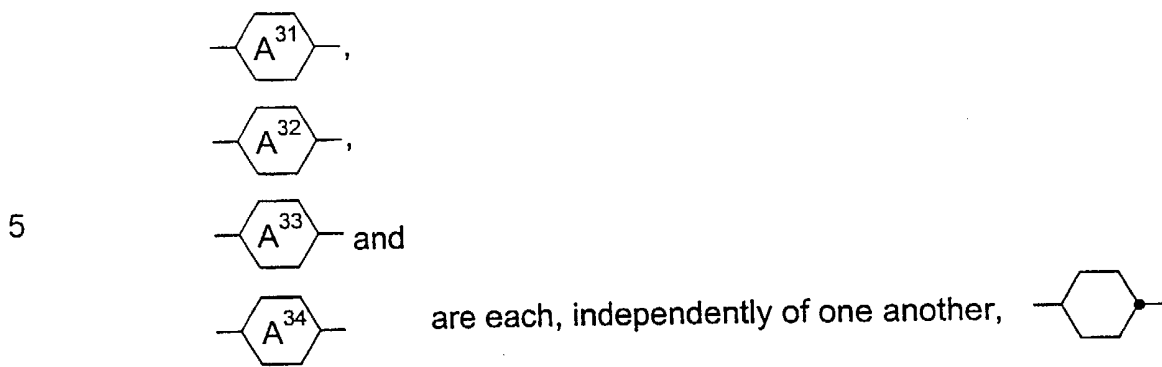 A31,
A32,
5 A33 and
A34 are each, independently of one another,